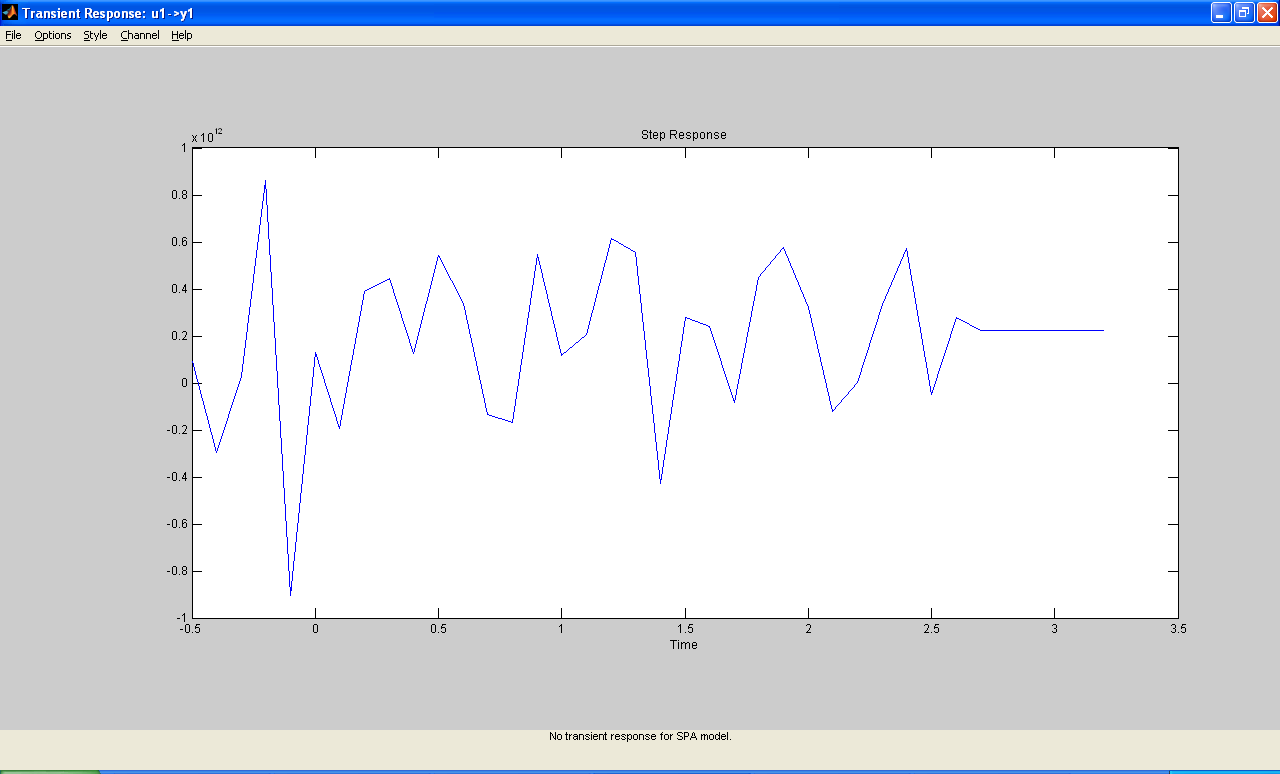 Transient Response: u1->y1
File Options Style Channel Help
x 10^12
Step Response
1
0.8
0.6
0.4
0.2
0
-0.2
-0.4
-0.6
-0.8
-1
-0.5 0 0.5 1 1.5 2 2.5 3 3.5
Time
No transient response for SPA model.